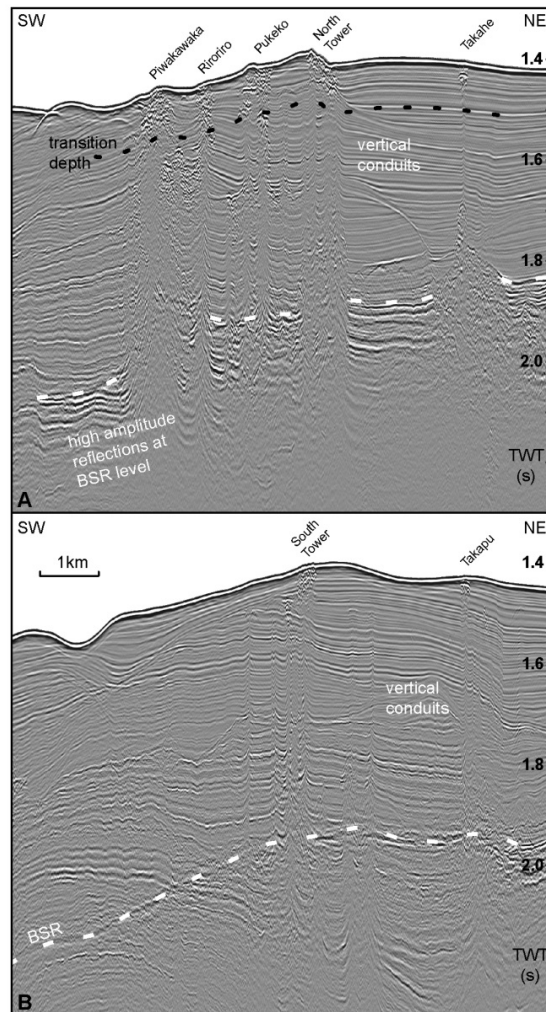 SW
NE
Piwakawaka
Riroriro
Pukeko
North
Tower
Takahe
1.4
transition
depth
vertical
conduits
1.6
1.8
2.0
high amplitude
reflections at
BSR level
TWT
(s)
A
SW
NE
South
Tower
Takapu
1km
1.4
1.6
vertical
conduits
1.8
2.0
BSR
TWT
(s)
B